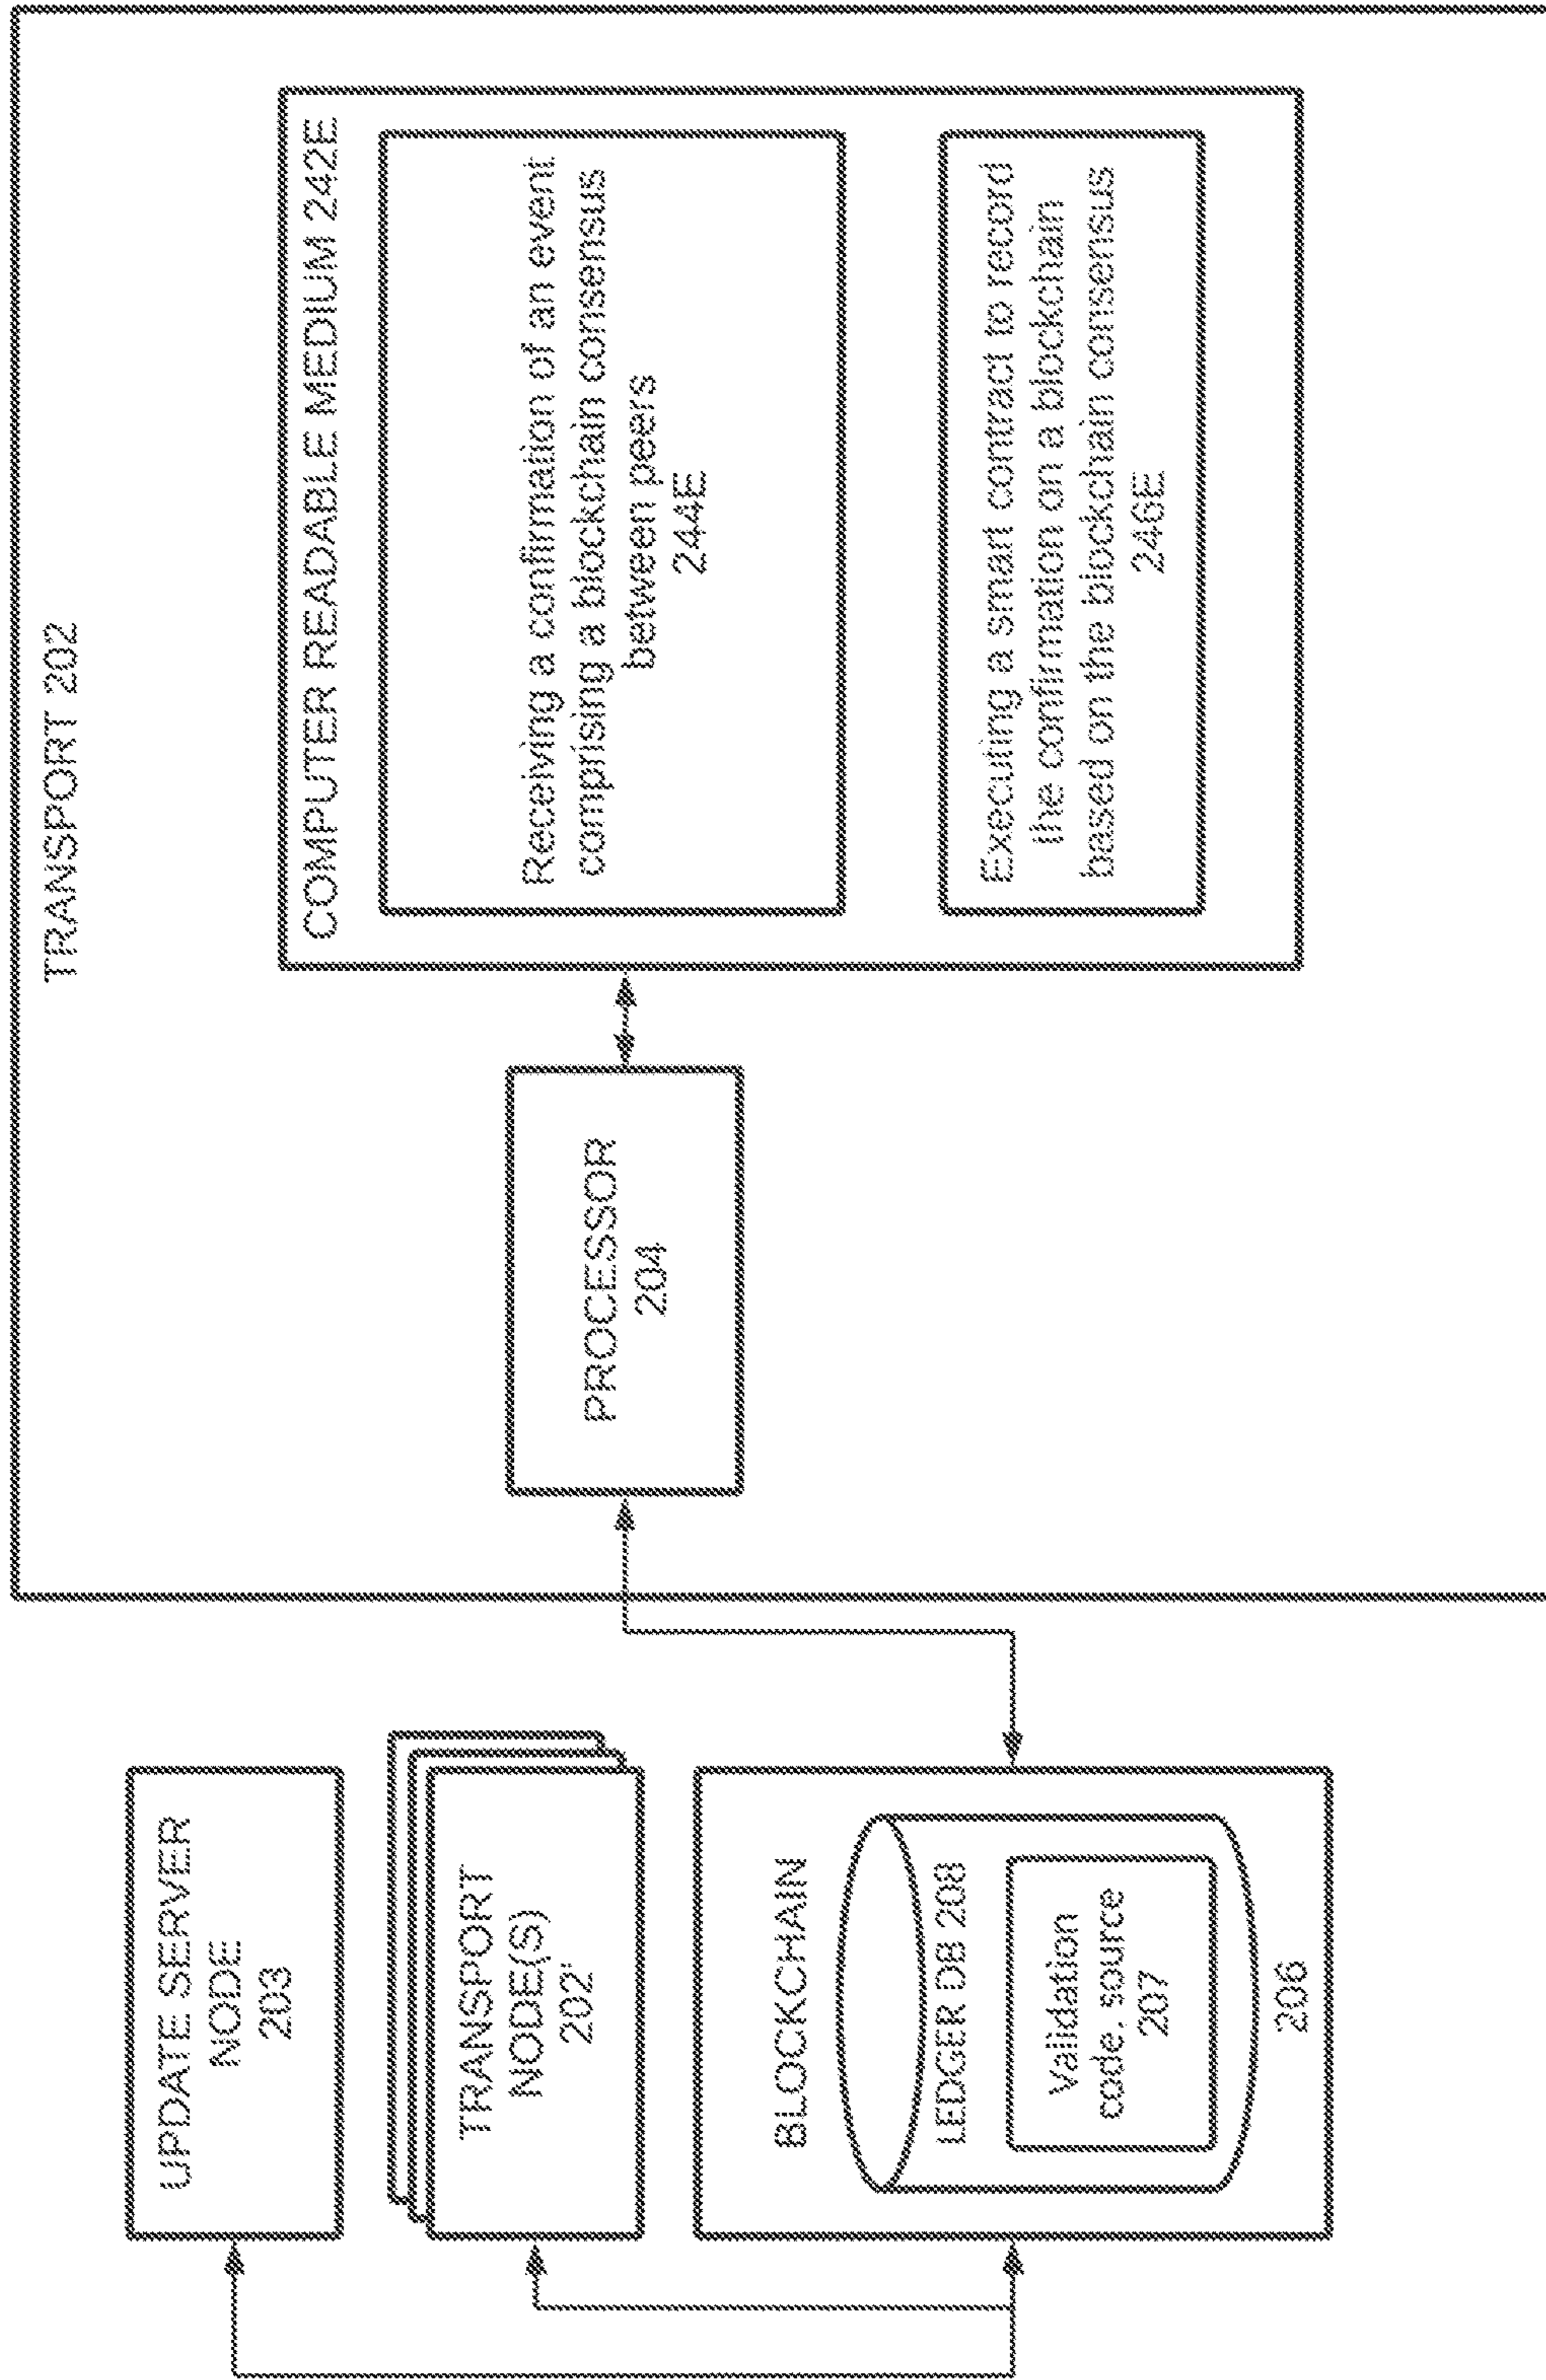 UPDATE SERVER
NODE
203
TRANSPORT
NODE(S)
202'
BLOCKCHAIN
LEDGER DB 208
Validation
code, source
207
206
TRANSPORT 202
PROCESSOR
204
COMPUTER READABLE MEDIUM 242E
Receiving a confirmation of an event
comprising a blockchain consensus
between peers
244E
Executing a smart contract to record
the confirmation on a blockchain
based on the blockchain consensus
246E